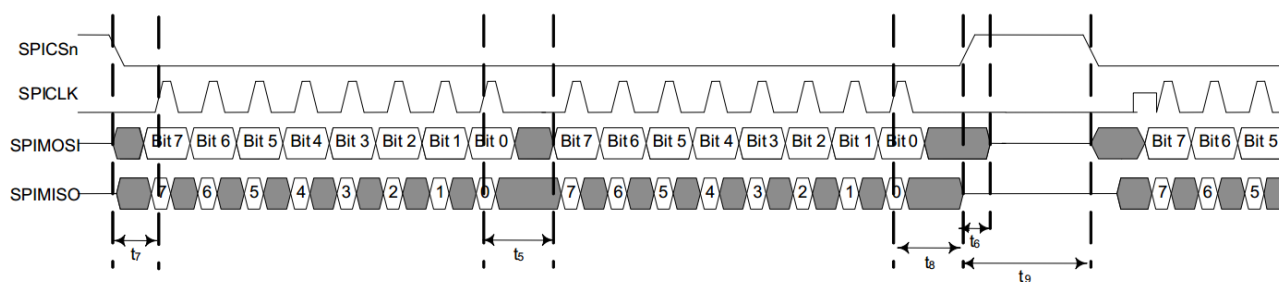 SPICSn
SPICLK
SPIMOSI Bit 7 Bit 6 Bit 5 Bit 4 Bit 3 Bit 2 Bit 1 Bit 0 Bit 7 Bit 6 Bit 5 Bit 4 Bit 3 Bit 2 Bit 1 Bit 0 Bit 7 Bit 6 Bit 5
SPIMISO 7 6 5 4 3 2 1 0 7 6 5 4 3 2 1 0 7 6 5
t7 t5 t8 t6 t9